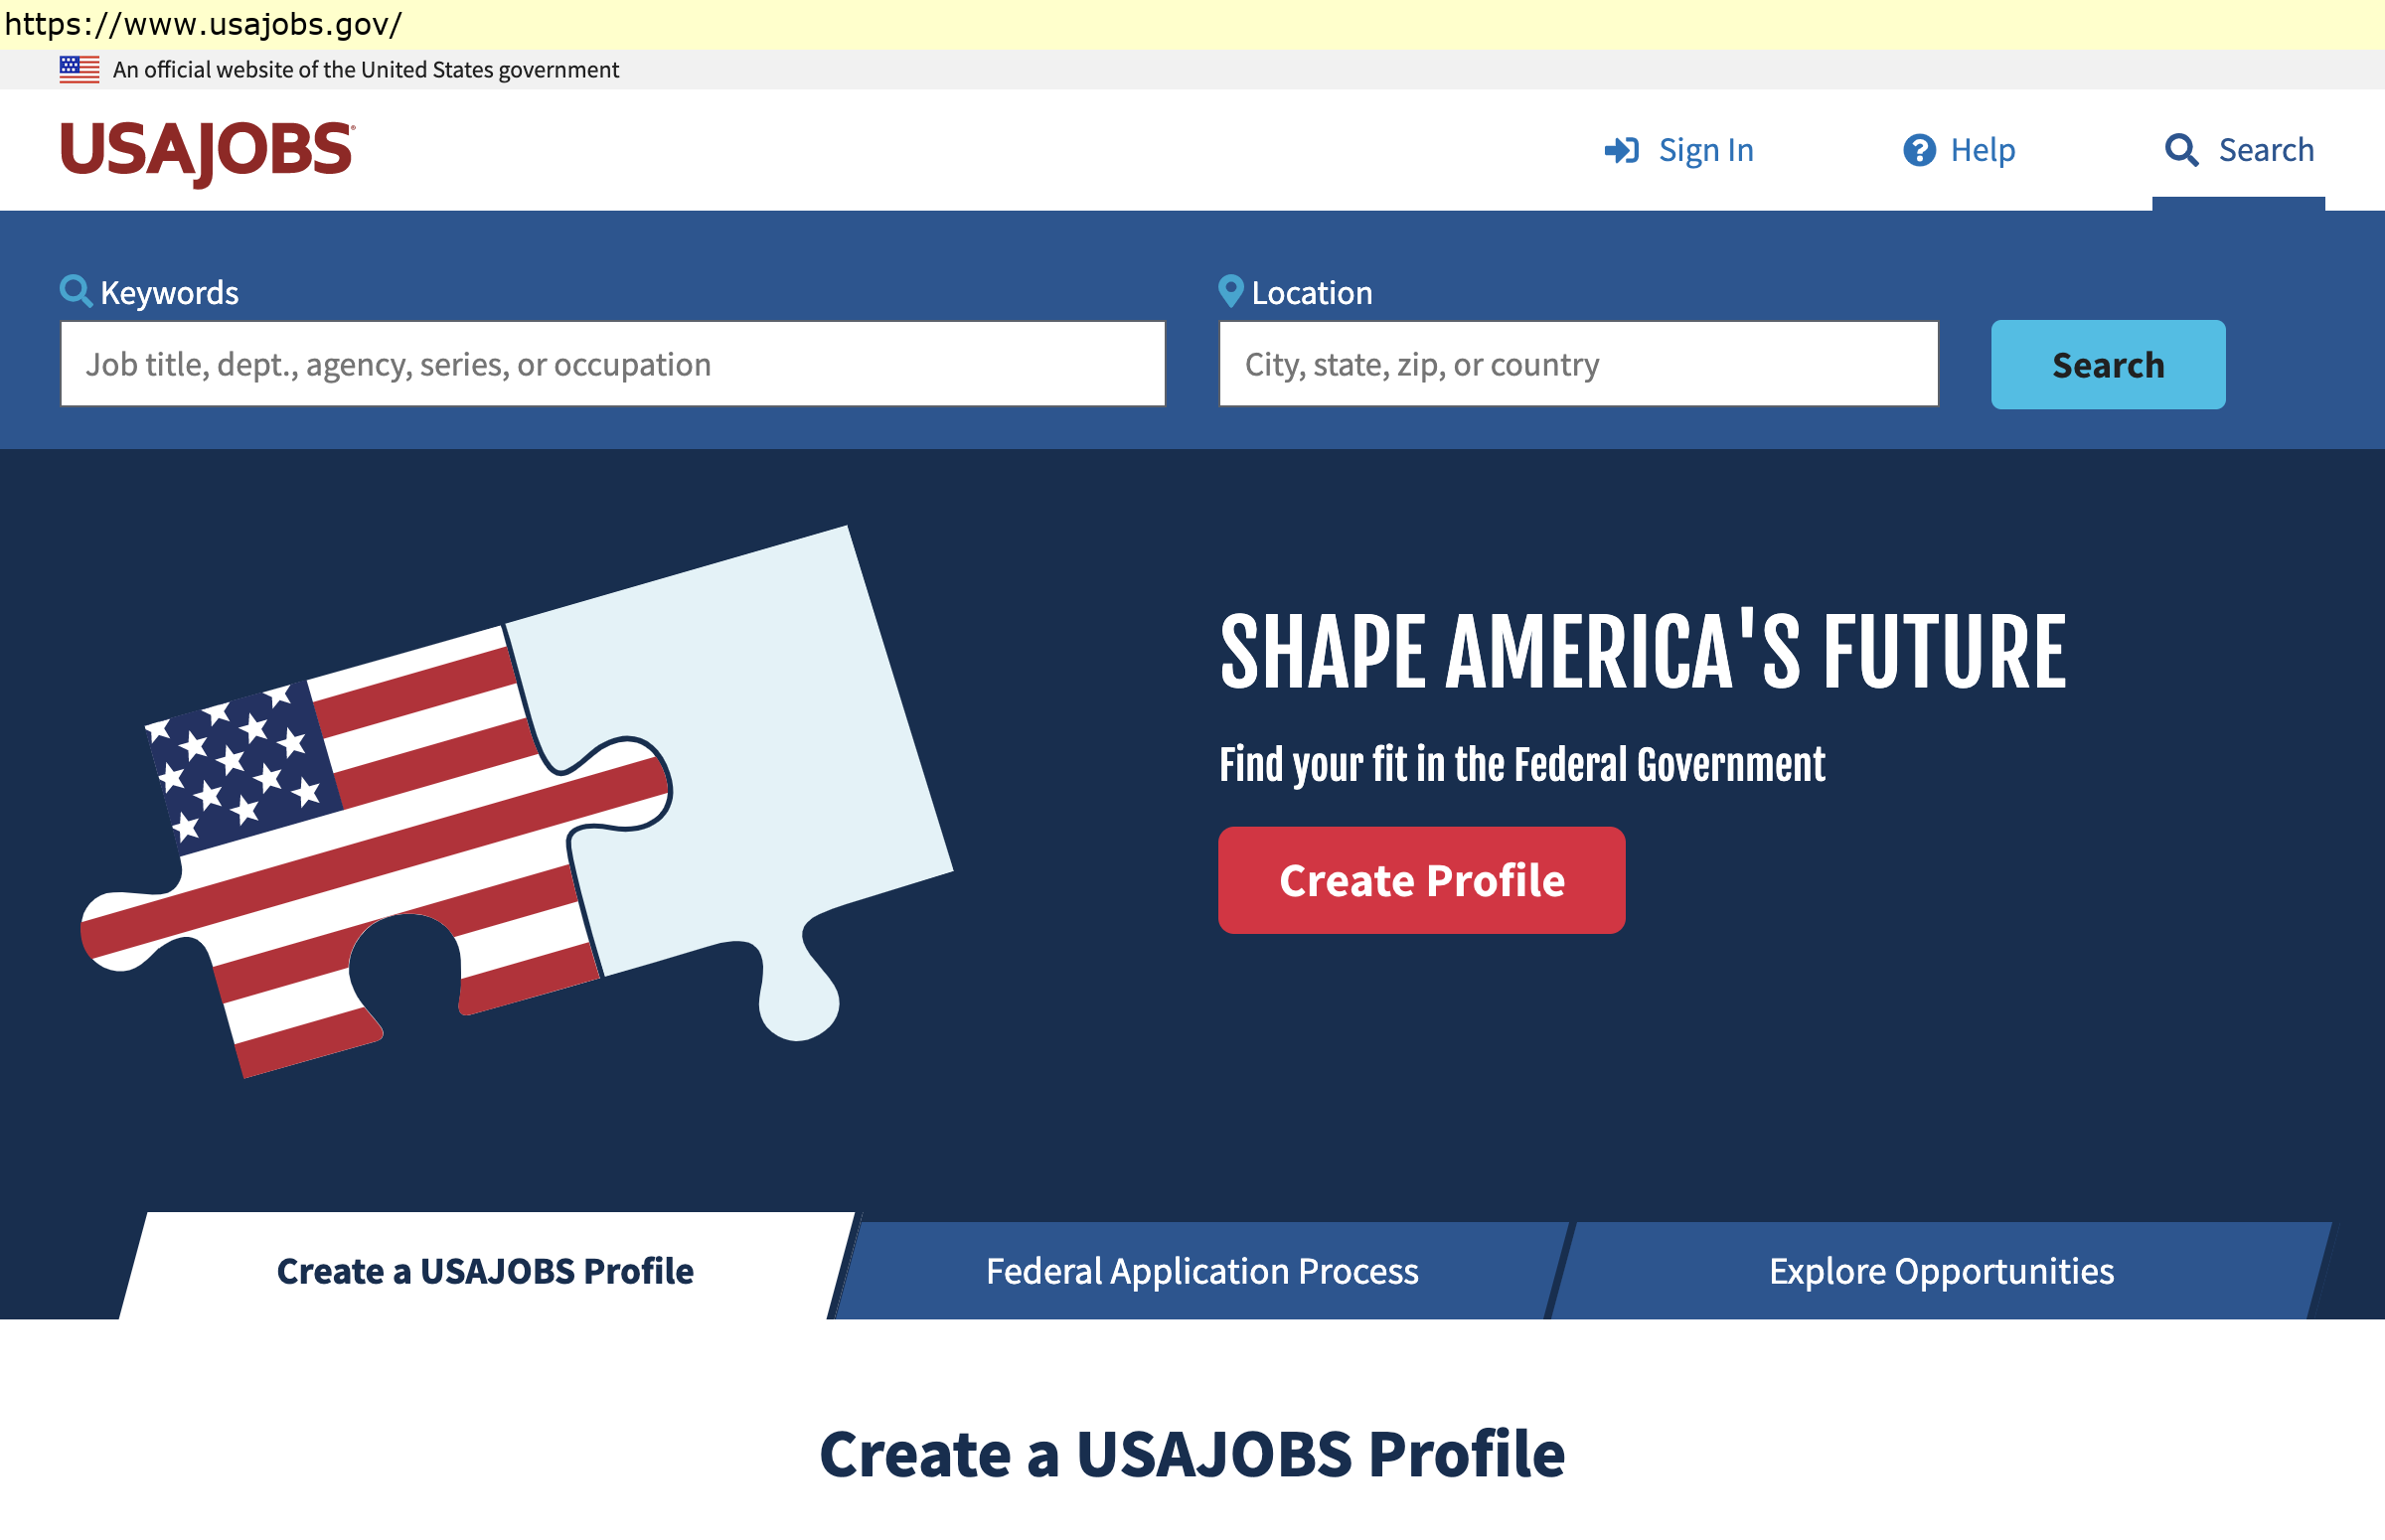 https://www.usajobs.gov/
An official website of the United States government
USAJOBS®
Sign In
Help
Search
Keywords
Location
Job title, dept., agency, series, or occupation
City, state, zip, or country
Search
SHAPE AMERICA'S FUTURE
Find your fit in the Federal Government
Create Profile
Create a USAJOBS Profile
Federal Application Process
Explore Opportunities
Create a USAJOBS Profile